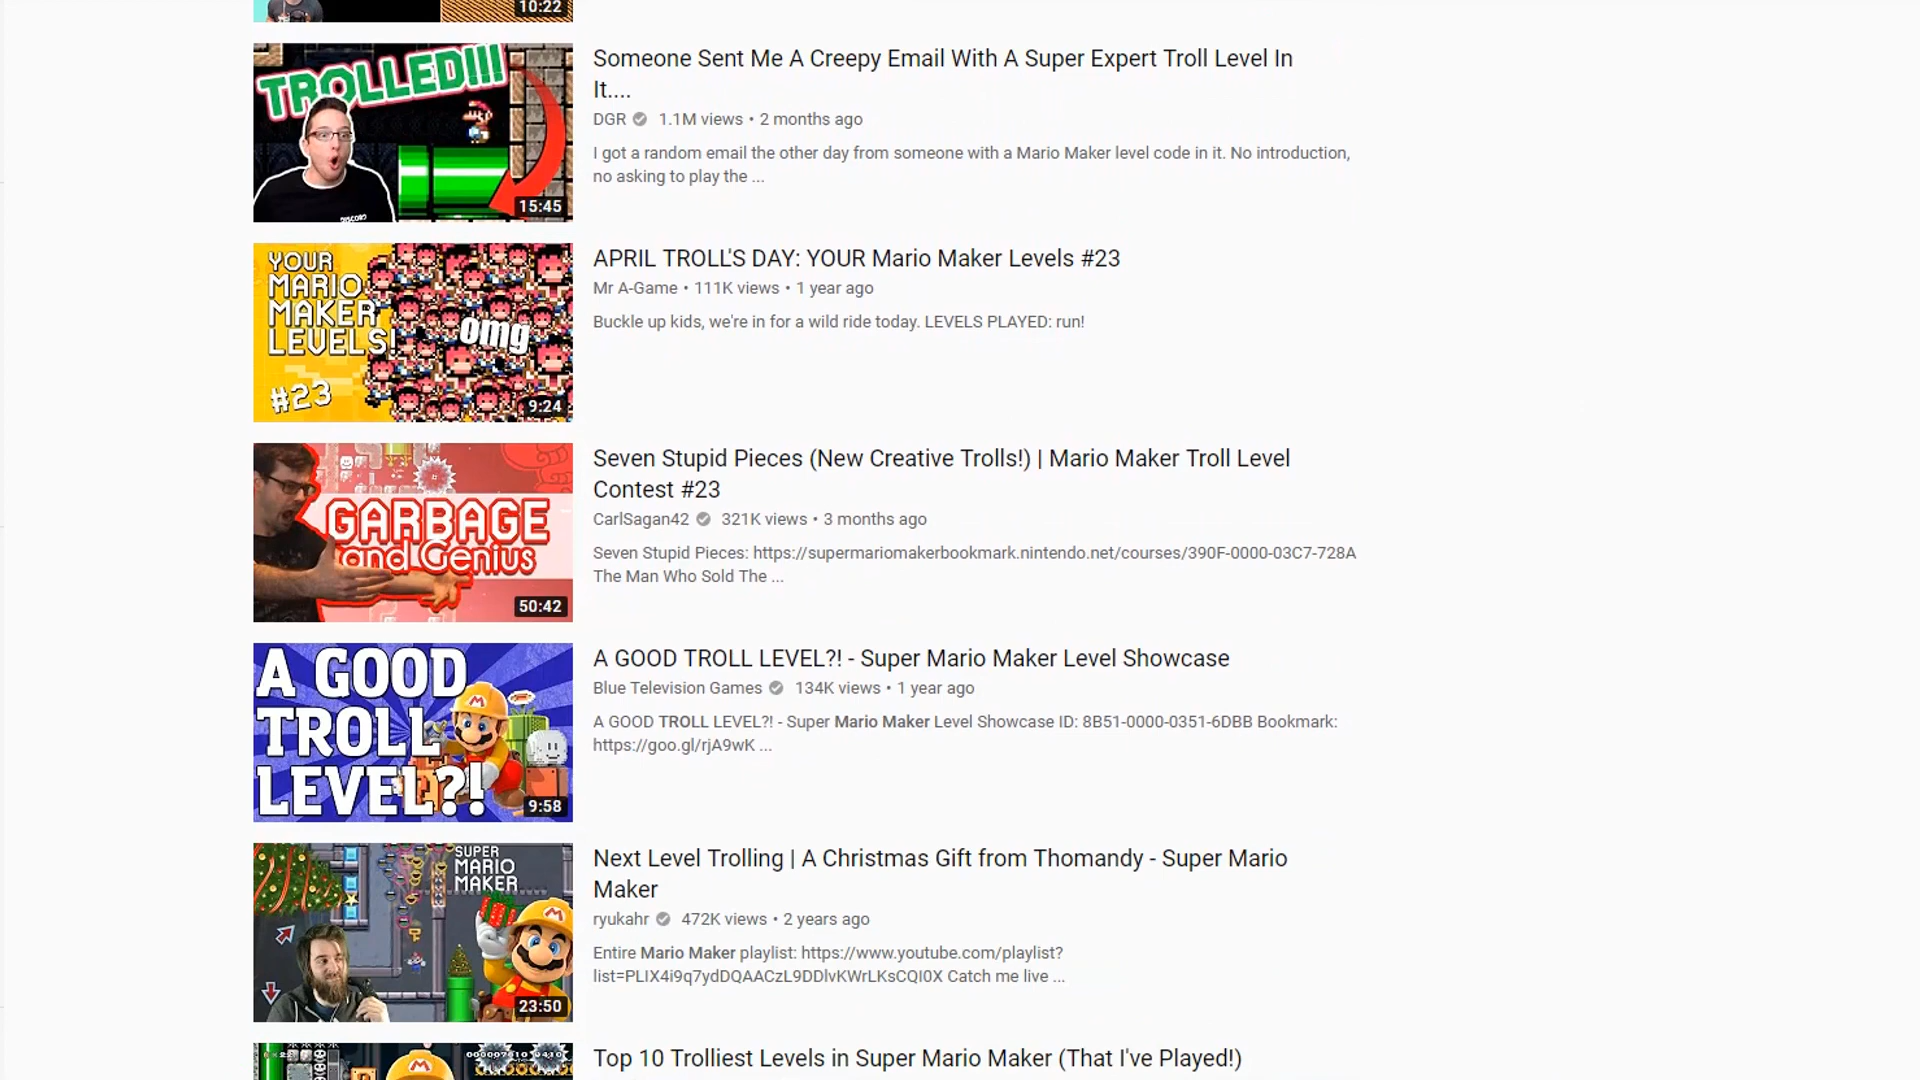 10:22
TROLLED!!!
DISCORD
15:45
Someone Sent Me A Creepy Email With A Super Expert Troll Level In
It....
DGR 1.1M views • 2 months ago
I got a random email the other day from someone with a Mario Maker level code in it. No introduction,
no asking to play the ...
YOUR
MARIO
MAKER
LEVELS!
#23
omg
9:24
APRIL TROLL'S DAY: YOUR Mario Maker Levels #23
Mr A-Game • 111K views • 1 year ago
Buckle up kids, we're in for a wild ride today. LEVELS PLAYED: run!
GARBAGE
and Genius
50:42
Seven Stupid Pieces (New Creative Trolls!) | Mario Maker Troll Level
Contest #23
CarlSagan42 321K views • 3 months ago
Seven Stupid Pieces: https://supermariomakerbookmark.nintendo.net/courses/390F-0000-03C7-728A
The Man Who Sold The ...
A GOOD
TROLL
LEVEL?!
9:58
A GOOD TROLL LEVEL?! - Super Mario Maker Level Showcase
Blue Television Games 134K views • 1 year ago
A GOOD TROLL LEVEL?! - Super Mario Maker Level Showcase ID: 8B51-0000-0351-6DBB Bookmark:
https://goo.gl/rjA9wK ...
SUPER
MARIO
MAKER
23:50
Next Level Trolling | A Christmas Gift from Thomandy - Super Mario
Maker
ryukahr 472K views • 2 years ago
Entire Mario Maker playlist: https://www.youtube.com/playlist?
list=PLIX4i9q7ydDQAACzL9DDlvKWrLKsCQI0X Catch me live ...
Top 10 Trolliest Levels in Super Mario Maker (That I've Played!)